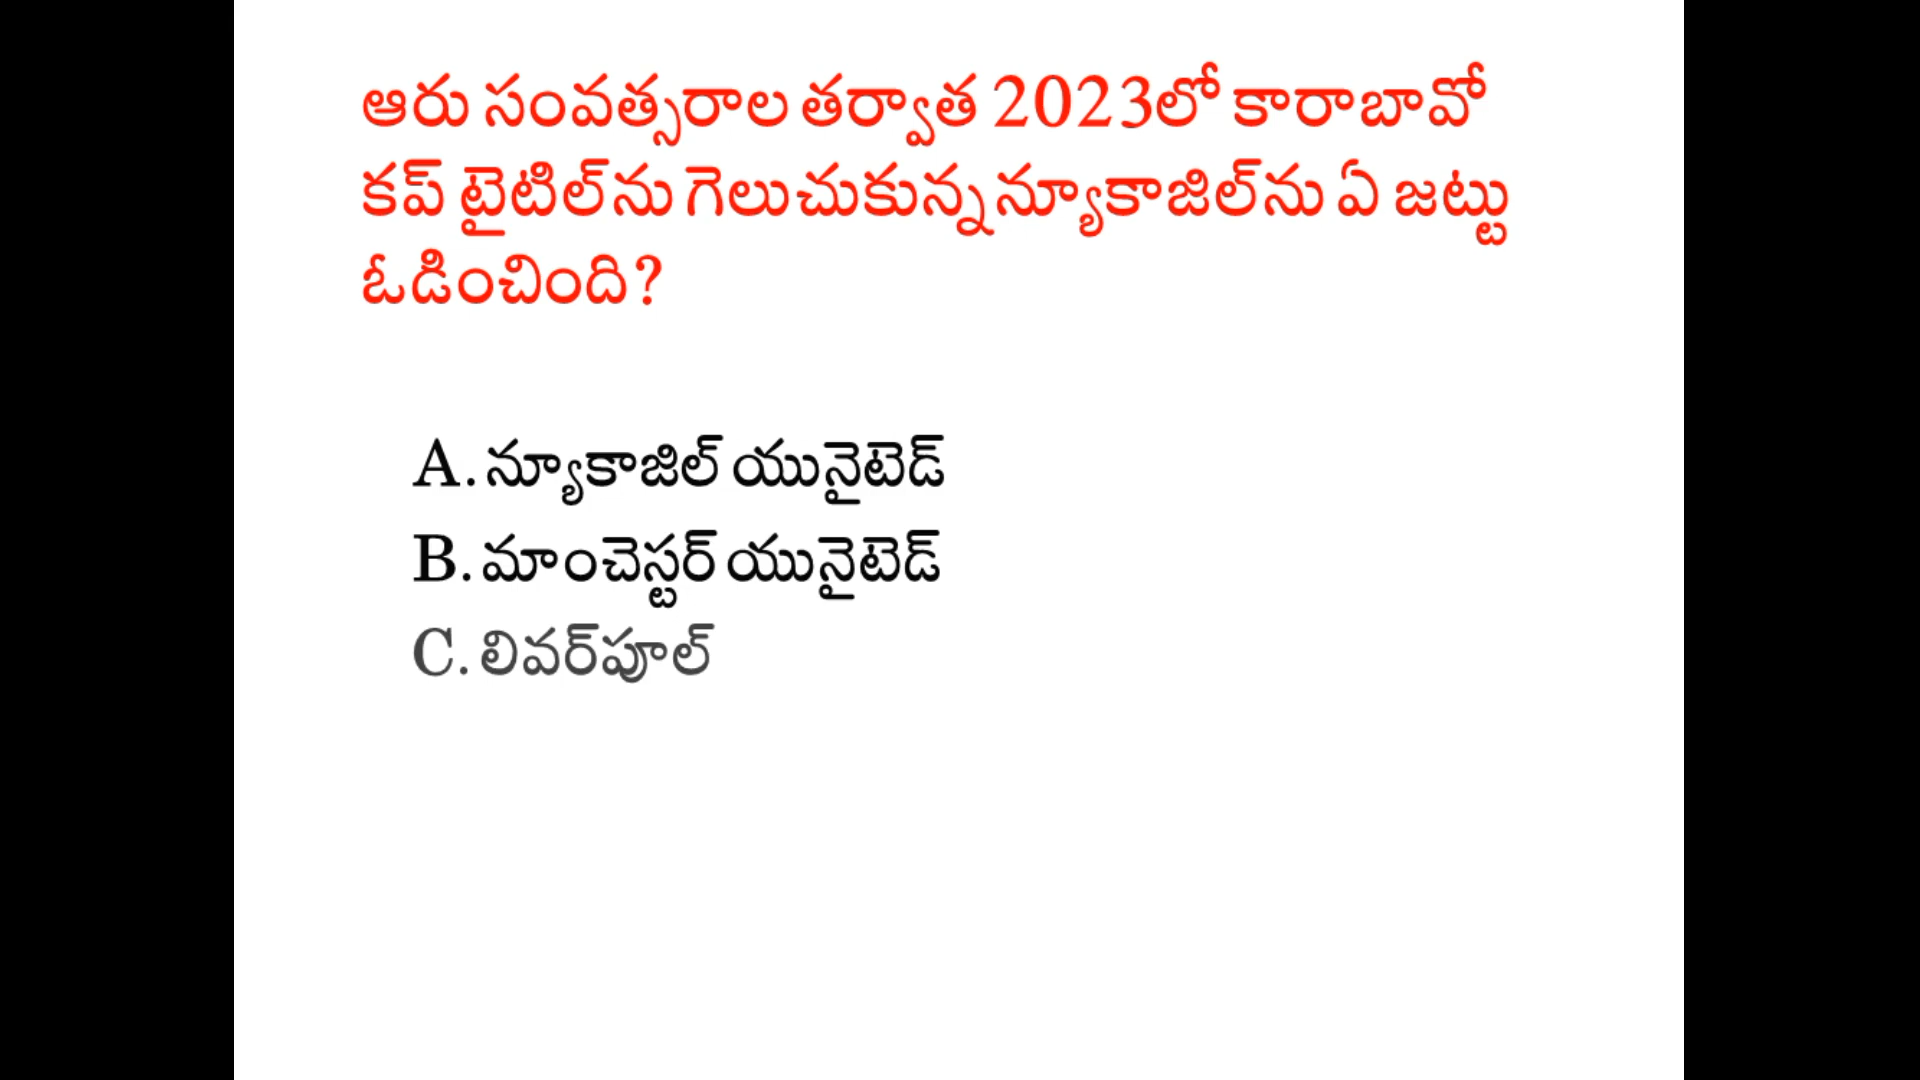 ఆరు సంవత్సరాల తర్వాత 2023లో కారాబావో
కప్ టైటిల్‌ను గెలుచుకున్న న్యూకాజిల్‌ను ఏ జట్టు
ఓడించింది?
A. న్యూకాజిల్ యునైటెడ్
B. మాంచెస్టర్ యునైటెడ్
C. లివర్‌పూల్